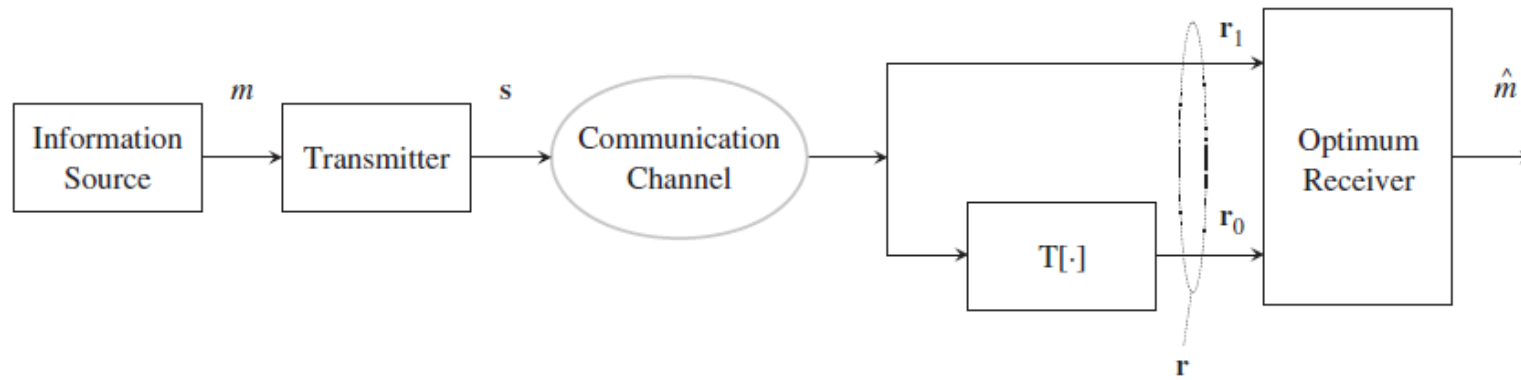 m
s
r₁
m̂
Information
Source
Transmitter
Communication
Channel
Optimum
Receiver
r₀
T[·]
r